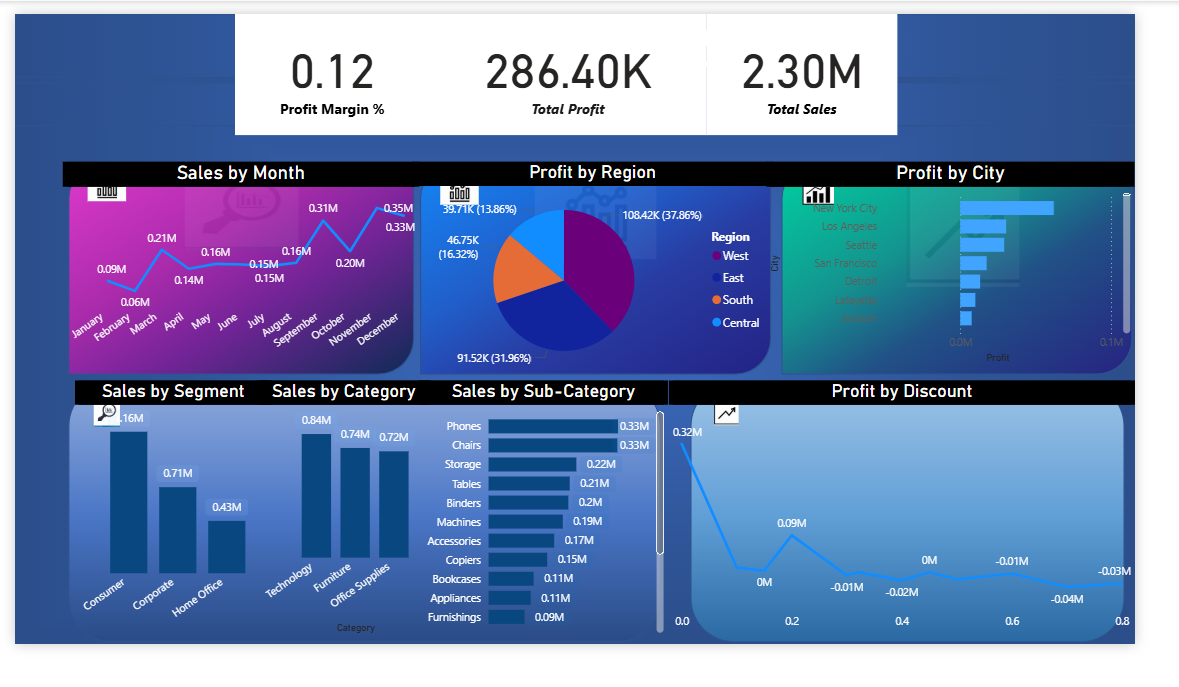 0.12
Profit Margin %
286.40K
Total Profit
2.30M
Total Sales
Sales by Month
0.09M
0.06M
0.21M
0.14M
0.16M
0.15M
0.15M
0.16M
0.31M
0.20M
0.35M
0.33M
January
February
March
April
May
June
July
August
September
October
November
December
Profit by Region
39.71K (13.86%)
46.75K
(16.32%)
108.42K (37.86%)
91.52K (31.96%)
Region
West
East
South
Central
Profit by City
City
New York City
Los Angeles
Seattle
San Francisco
Detroit
Lafayette
0.0M
0.1M
Profit
Sales by Segment
.16M
0.71M
0.43M
Consumer
Corporate
Home Office
Sales by Category
0.84M
0.74M
0.72M
Technology
Furniture
Office Supplies
Category
Sales by Sub-Category
Phones 0.33M
Chairs 0.33M
Storage 0.22M
Tables 0.21M
Binders 0.2M
Machines 0.19M
Accessories 0.17M
Copiers 0.15M
Bookcases 0.11M
Appliances 0.11M
Furnishings 0.09M
Profit by Discount
0.32M
0M
0.09M
-0.01M
-0.02M
0M
-0.01M
-0.04M
-0.03M
0.0
0.2
0.4
0.6
0.8